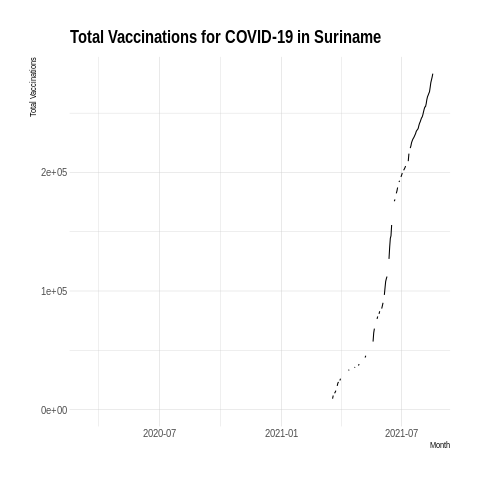 Total Vaccinations for COVID-19 in Suriname
Total Vaccinations
2e+05
1e+05
0e+00
2020-07 2021-01 2021-07
Month